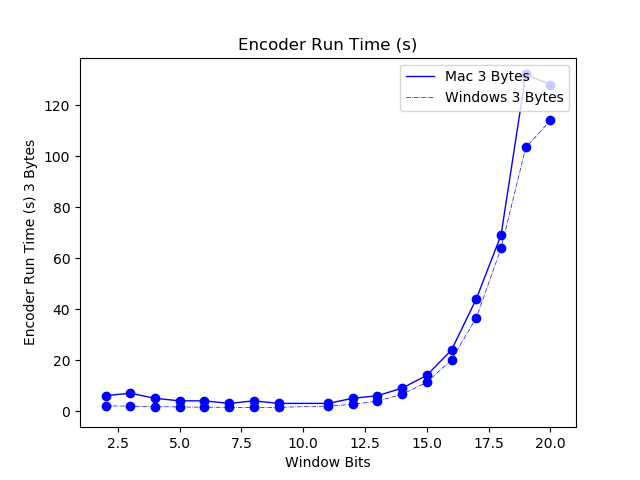 Encoder Run Time (s)
Mac 3 Bytes
Windows 3 Bytes
Encoder Run Time (s) 3 Bytes
120
100
80
60
40
20
0
2.5 5.0 7.5 10.0 12.5 15.0 17.5 20.0
Window Bits